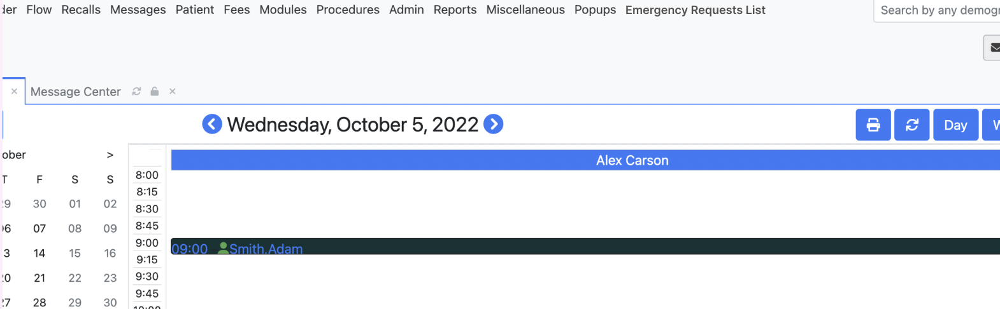 der Flow Recalls Messages Patient Fees Modules Procedures Admin Reports Miscellaneous Popups Emergency Requests List Search by any demogr
× Message Center ×
Wednesday, October 5, 2022 Day W
ober >
Alex Carson
T F S S
29 30 01 02
06 07 08 09
3 14 15 16
20 21 22 23
27 28 29 30
8:00
8:15
8:30
8:45
9:00
9:15
9:30
9:45
10:00
09:00 Smith,Adam